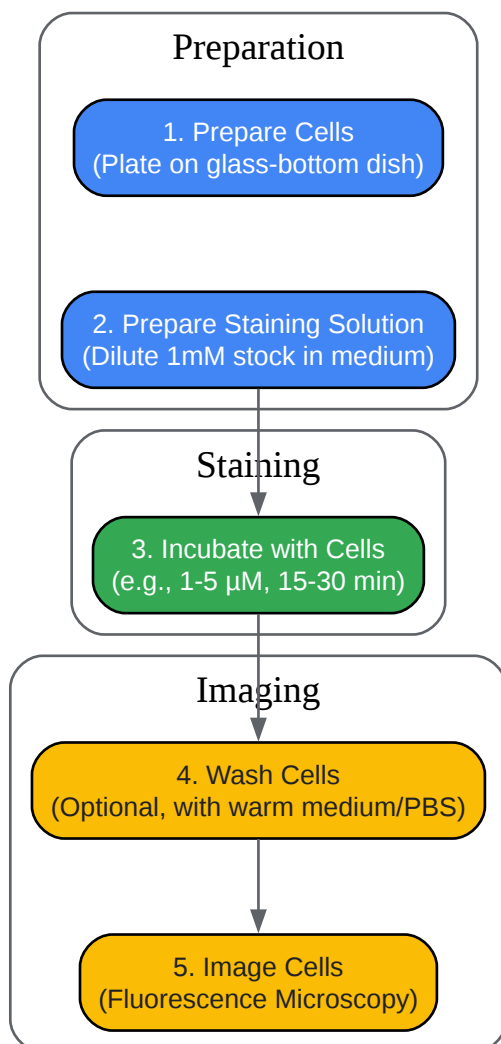 Preparation
1. Prepare Cells
(Plate on glass-bottom dish)
2. Prepare Staining Solution
(Dilute 1mM stock in medium)
Staining
3. Incubate with Cells
(e.g., 1-5 µM, 15-30 min)
Imaging
4. Wash Cells
(Optional, with warm medium/PBS)
5. Image Cells
(Fluorescence Microscopy)